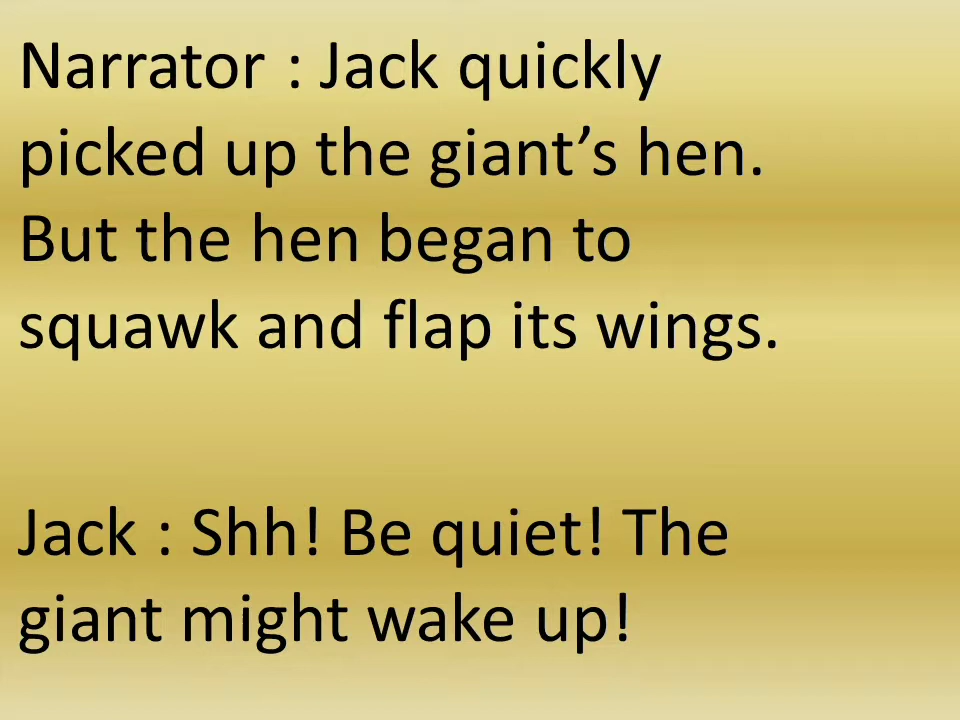 Narrator : Jack quickly
picked up the giant’s hen.
But the hen began to
squawk and flap its wings.
Jack : Shh! Be quiet! The
giant might wake up!